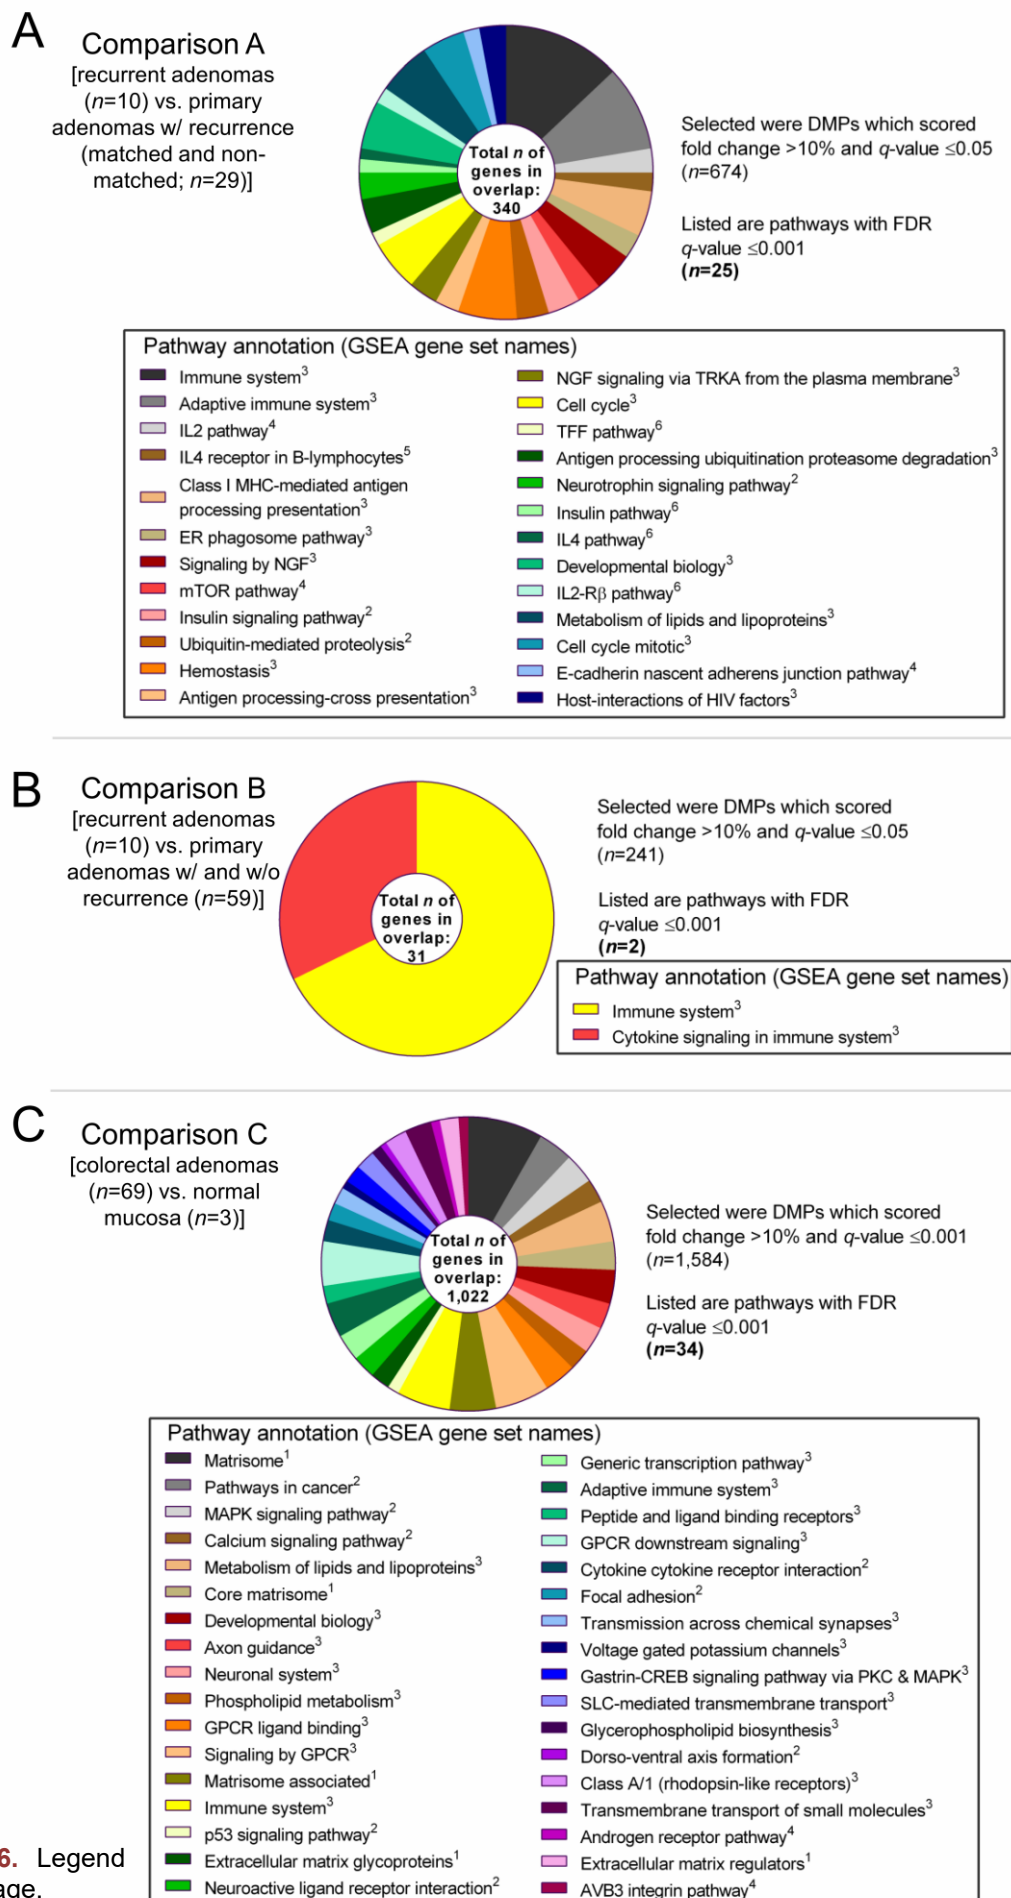 A
Comparison A
[recurrent adenomas
(n=10) vs. primary
adenomas w/ recurrence
(matched and non-
matched; n=29)]
Total n of
genes in
overlap:
340
Selected were DMPs which scored
fold change >10% and q-value ≤0.05
(n=674)
Listed are pathways with FDR
q-value ≤0.001
(n=25)
Pathway annotation (GSEA gene set names)
Immune system³
Adaptive immune system³
IL2 pathway⁴
IL4 receptor in B-lymphocytes⁵
Class I MHC-mediated antigen
processing presentation³
ER phagosome pathway³
Signaling by NGF³
mTOR pathway⁴
Insulin signaling pathway²
Ubiquitin-mediated proteolysis²
Hemostasis³
Antigen processing-cross presentation³
NGF signaling via TRKA from the plasma membrane³
Cell cycle³
TFF pathway⁶
Antigen processing ubiquitination proteasome degradation³
Neurotrophin signaling pathway²
Insulin pathway⁶
IL4 pathway⁶
Developmental biology³
IL2-Rβ pathway⁶
Metabolism of lipids and lipoproteins³
Cell cycle mitotic³
E-cadherin nascent adherens junction pathway⁴
Host-interactions of HIV factors³
B
Comparison B
[recurrent adenomas
(n=10) vs. primary
adenomas w/ and w/o
recurrence (n=59)]
Total n of
genes in
overlap:
31
Selected were DMPs which scored
fold change >10% and q-value ≤0.05
(n=241)
Listed are pathways with FDR
q-value ≤0.001
(n=2)
Pathway annotation (GSEA gene set names)
Immune system³
Cytokine signaling in immune system³
C
Comparison C
[colorectal adenomas
(n=69) vs. normal
mucosa (n=3)]
Total n of
genes in
overlap:
1,022
Selected were DMPs which scored
fold change >10% and q-value ≤0.001
(n=1,584)
Listed are pathways with FDR
q-value ≤0.001
(n=34)
Pathway annotation (GSEA gene set names)
Matrisome¹
Pathways in cancer²
MAPK signaling pathway²
Calcium signaling pathway²
Metabolism of lipids and lipoproteins³
Core matrisome¹
Developmental biology³
Axon guidance³
Neuronal system³
Phospholipid metabolism³
GPCR ligand binding³
Signaling by GPCR³
Matrisome associated¹
Immune system³
p53 signaling pathway²
Extracellular matrix glycoproteins¹
Neuroactive ligand receptor interaction²
Generic transcription pathway³
Adaptive immune system³
Peptide and ligand binding receptors³
GPCR downstream signaling³
Cytokine cytokine receptor interaction²
Focal adhesion²
Transmission across chemical synapses³
Voltage gated potassium channels³
Gastrin-CREB signaling pathway via PKC & MAPK³
SLC-mediated transmembrane transport³
Glycerophospholipid biosynthesis³
Dorso-ventral axis formation²
Class A/1 (rhodopsin-like receptors)³
Transmembrane transport of small molecules³
Androgen receptor pathway⁴
Extracellular matrix regulators¹
AVB3 integrin pathway⁴
6. Legend